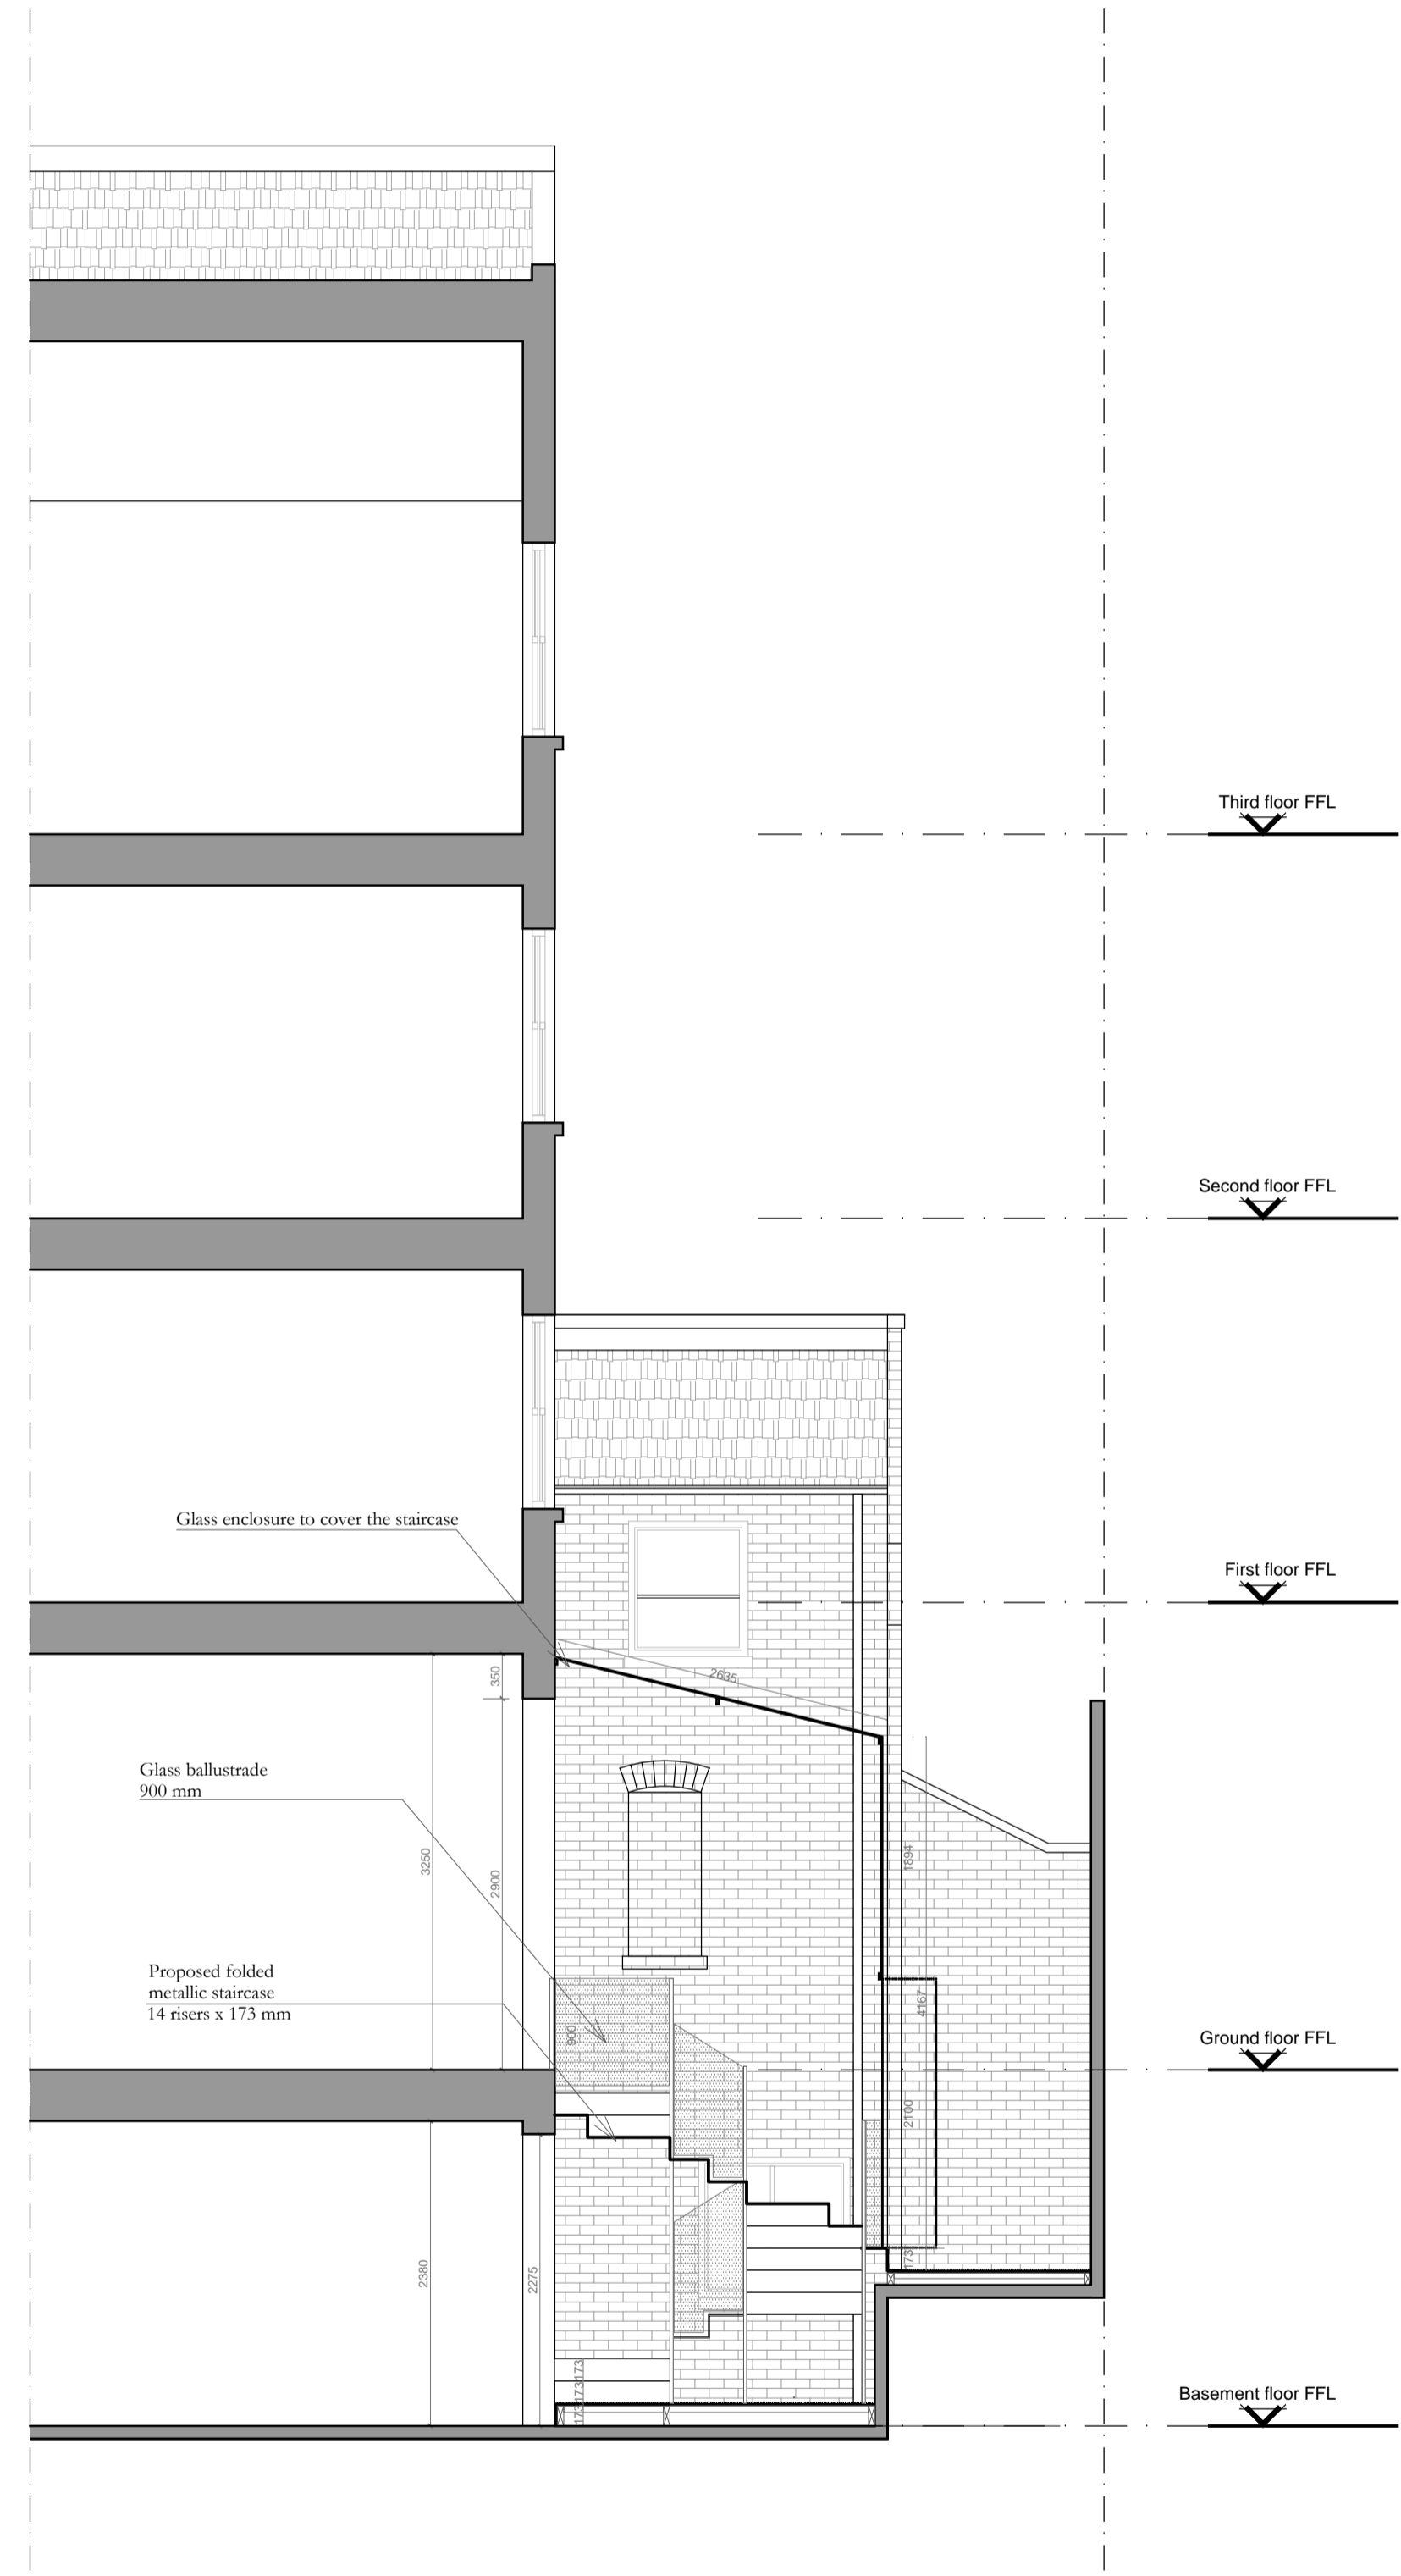 Third floor FFL
Second floor FFL
Glass enclosure to cover the staircase
First floor FFL
350
2635
Glass ballustrade
900 mm
3250
2900
1894
Proposed folded
metallic staircase
14 risers x 173 mm
900
4167
Ground floor FFL
2100
2380
2275
173
173
173
173
Basement floor FFL